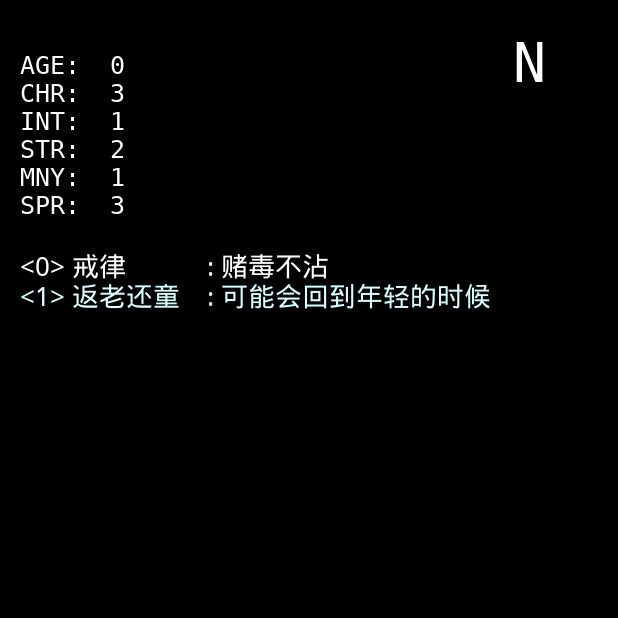 N
AGE: 0
CHR: 3
INT: 1
STR: 2
MNY: 1
SPR: 3
<0> 戒律 : 赌毒不沾
<1> 返老还童 : 可能会回到年轻的时候